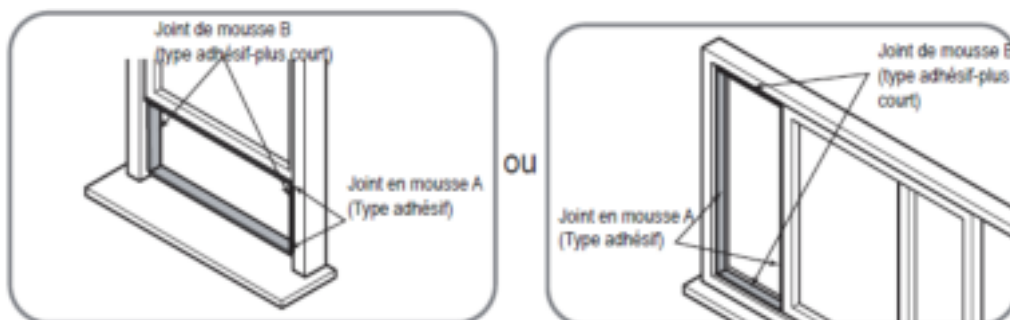 Joint de mousse B
(type adhésif-plus court)
Joint en mousse A
(Type adhésif)
ou
Joint de mousse B
(type adhésif-plus
court)
Joint en mousse A
(Type adhésif)